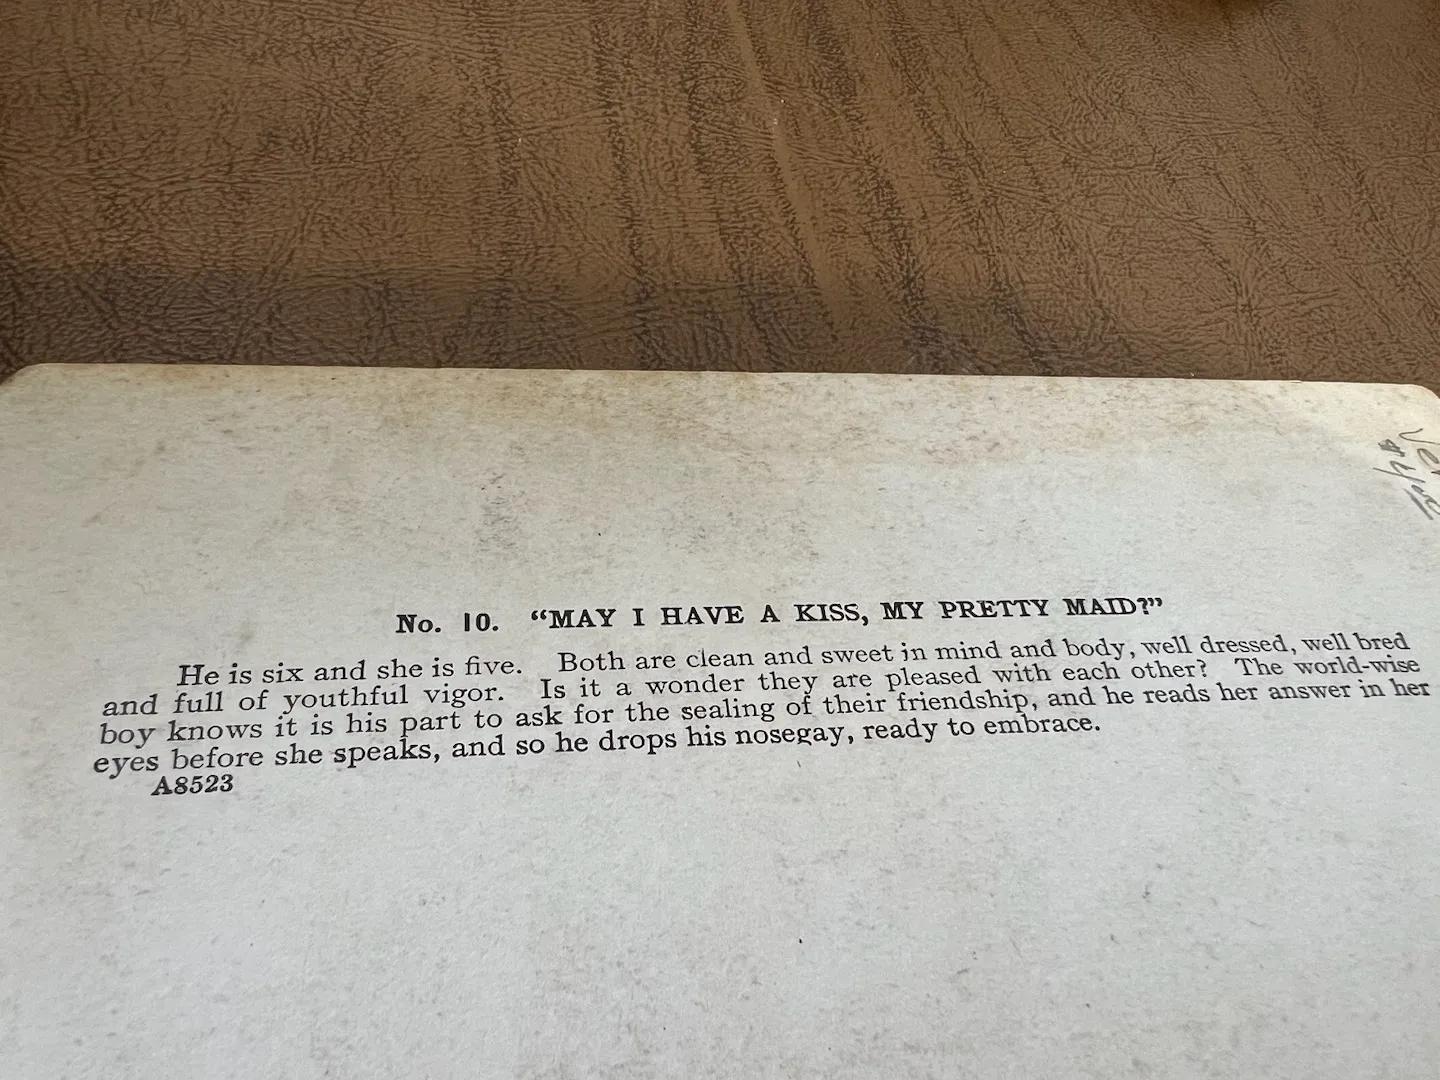 No. 10. “MAY I HAVE A KISS, MY PRETTY MAID?”
He is six and she is five. Both are clean and sweet in mind and body, well dressed, well bred
and full of youthful vigor. Is it a wonder they are pleased with each other? The world-wise
boy knows it is his part to ask for the sealing of their friendship, and he reads her answer in her
eyes before she speaks, and so he drops his nosegay, ready to embrace.
A8523